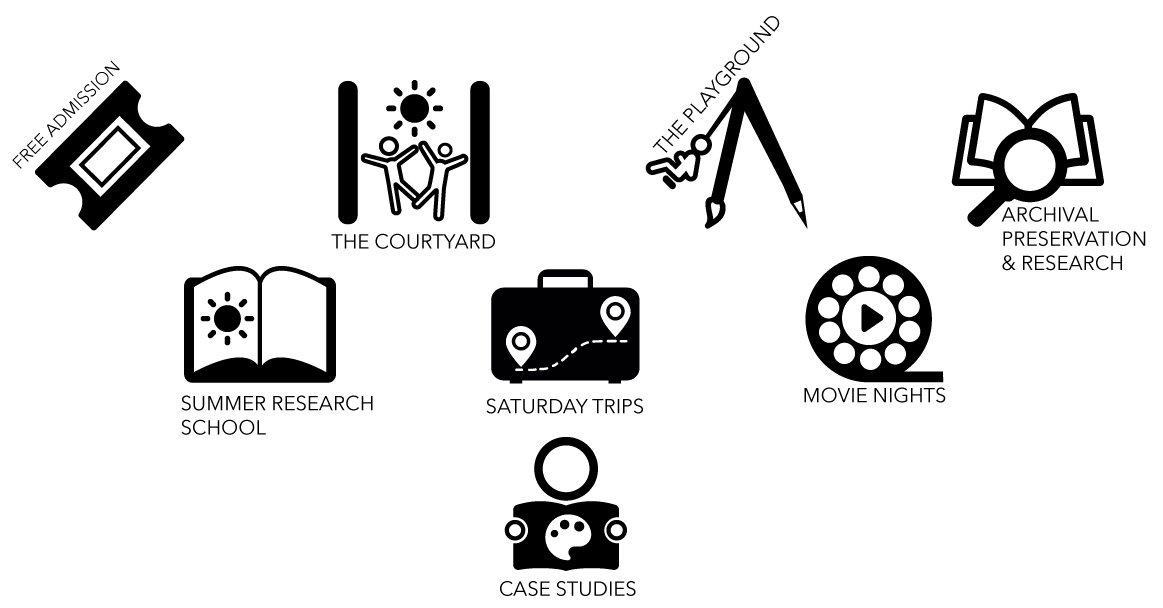 FREE ADMISSION
THE COURTYARD
THE PLAYGROUND
ARCHIVAL
PRESERVATION
& RESEARCH
SUMMER RESEARCH
SCHOOL
SATURDAY TRIPS
MOVIE NIGHTS
CASE STUDIES